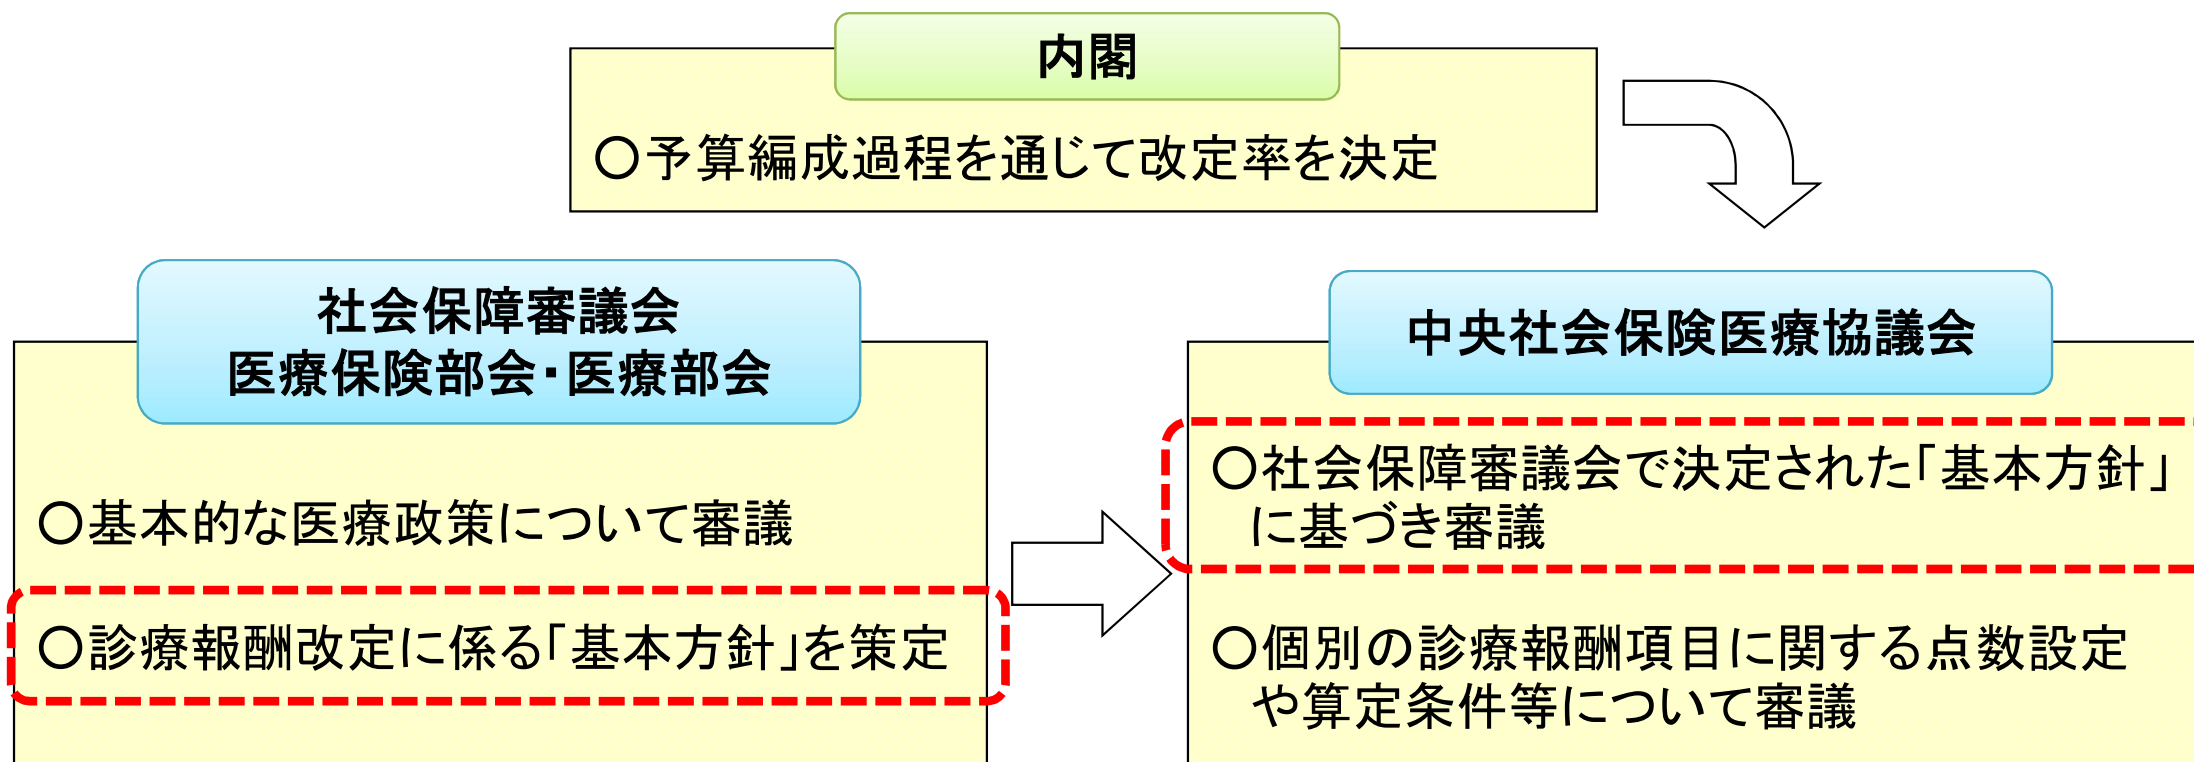 内閣
〇予算編成過程を通じて改定率を決定
社会保障審議会
医療保険部会・医療部会
〇基本的な医療政策について審議
〇診療報酬改定に係る「基本方針」を策定
中央社会保険医療協議会
〇社会保障審議会で決定された「基本方針」
に基づき審議
〇個別の診療報酬項目に関する点数設定
や算定条件等について審議